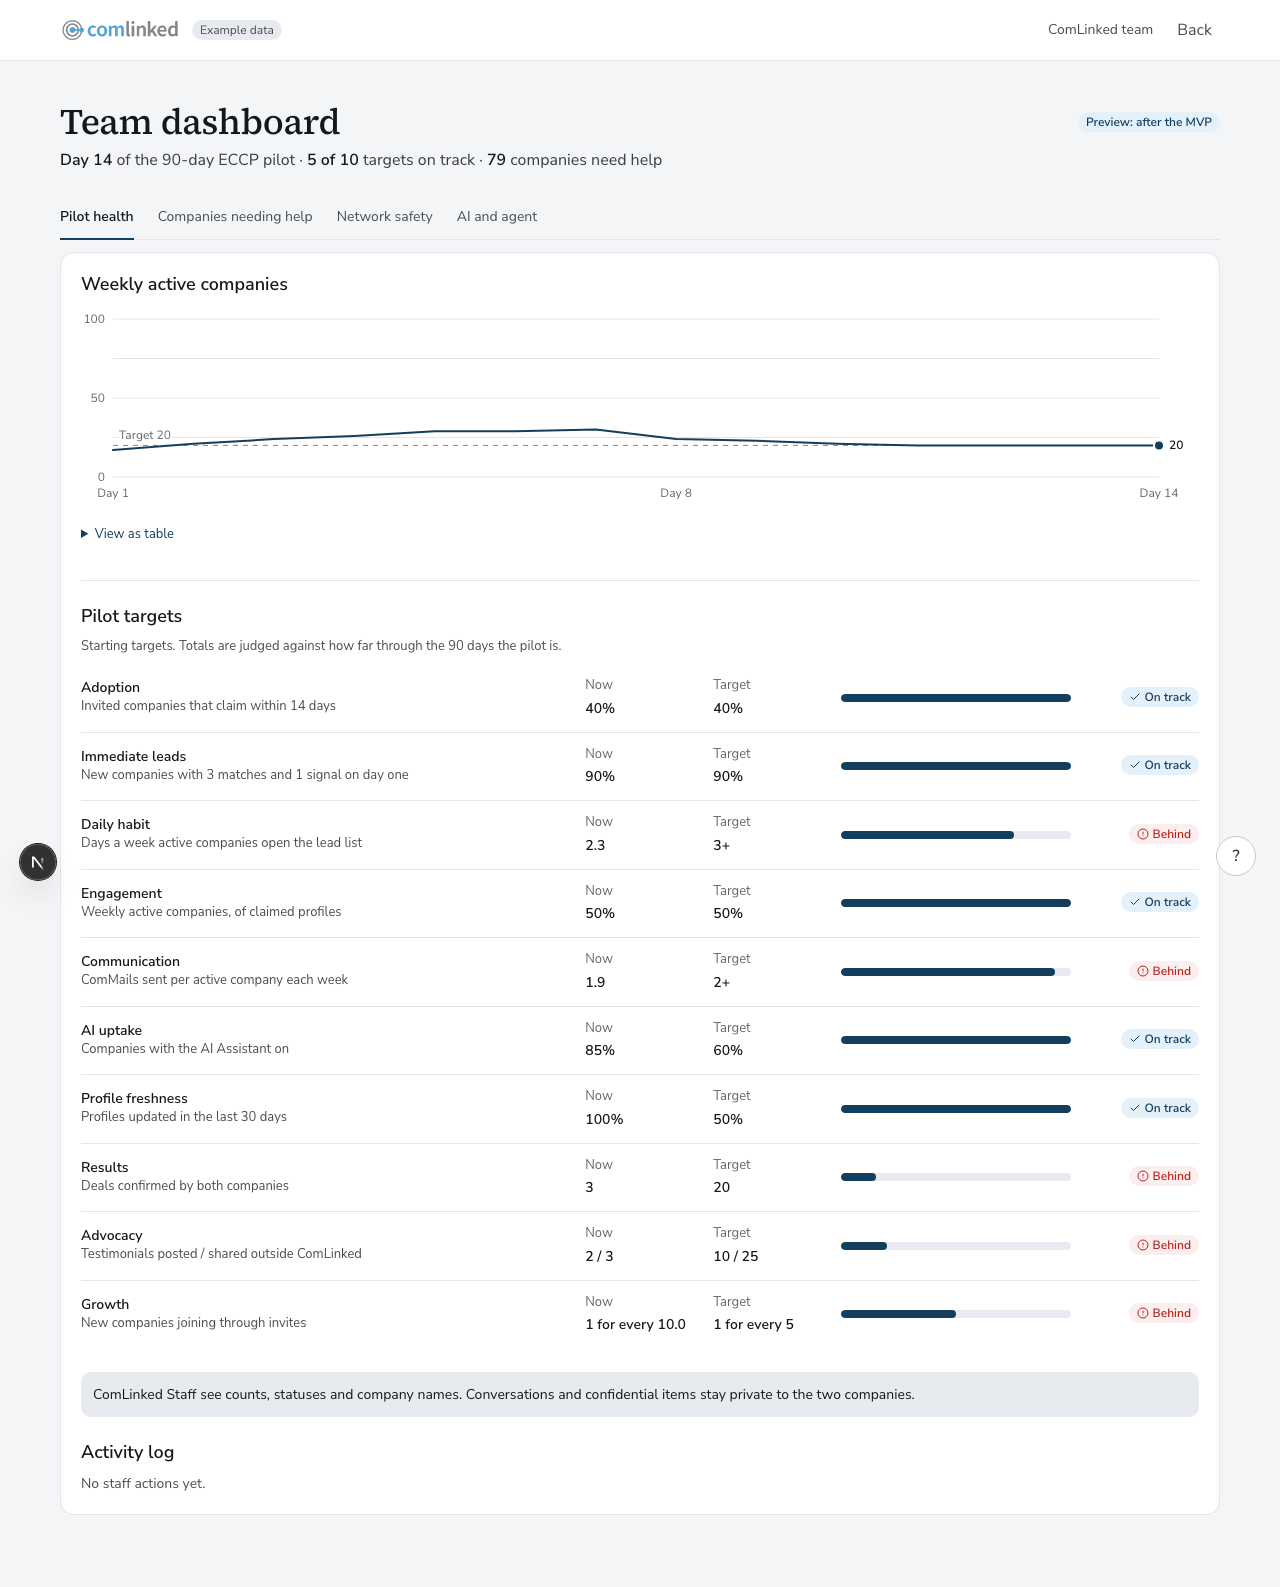 comlinked Example data ComLinked team Back
Team dashboard
Preview: after the MVP
Day 14 of the 90-day ECCP pilot · 5 of 10 targets on track · 79 companies need help
Pilot health Companies needing help Network safety AI and agent
Weekly active companies
100
50
Target 20
20
0
Day 1 Day 8 Day 14
View as table
Pilot targets
Starting targets. Totals are judged against how far through the 90 days the pilot is.
Adoption
Invited companies that claim within 14 days
Now Target
40% 40%
On track
Immediate leads
New companies with 3 matches and 1 signal on day one
Now Target
90% 90%
On track
Daily habit
Days a week active companies open the lead list
Now Target
2.3 3+
Behind
N
?
Engagement
Weekly active companies, of claimed profiles
Now Target
50% 50%
On track
Communication
ComMails sent per active company each week
Now Target
1.9 2+
Behind
AI uptake
Companies with the AI Assistant on
Now Target
85% 60%
On track
Profile freshness
Profiles updated in the last 30 days
Now Target
100% 50%
On track
Results
Deals confirmed by both companies
Now Target
3 20
Behind
Advocacy
Testimonials posted / shared outside ComLinked
Now Target
2 / 3 10 / 25
Behind
Growth
New companies joining through invites
Now Target
1 for every 10.0 1 for every 5
Behind
ComLinked Staff see counts, statuses and company names. Conversations and confidential items stay private to the two companies.
Activity log
No staff actions yet.